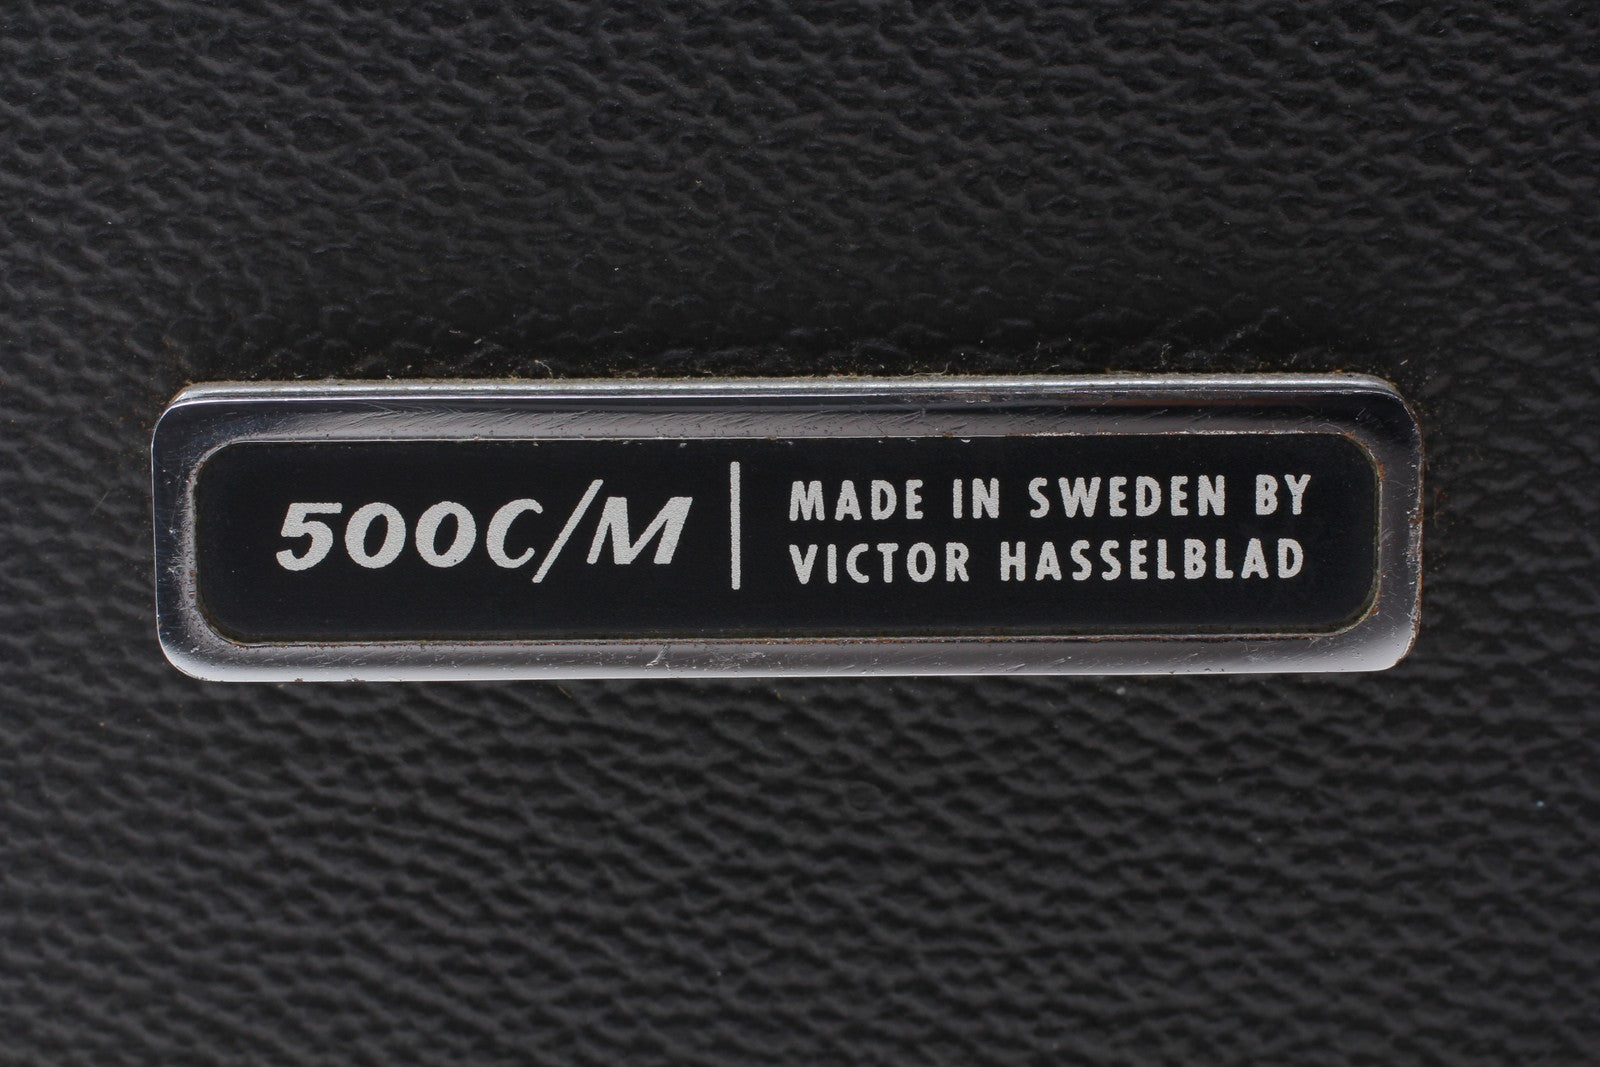 500C/M
MADE IN SWEDEN BY
VICTOR HASSELBLAD